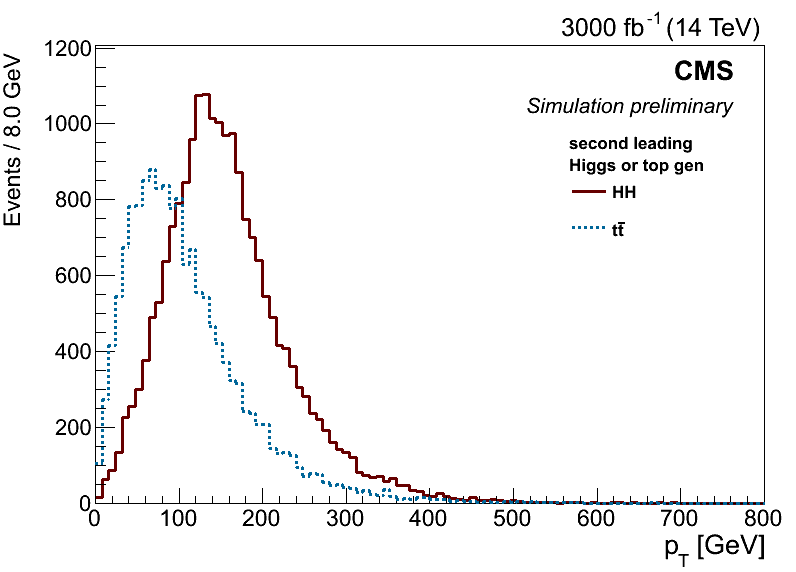 3000 fb⁻¹ (14 TeV)
CMS
Simulation preliminary
second leading
Higgs or top gen
HH
tt̄
Events / 8.0 GeV
1200
1000
800
600
400
200
0
0 100 200 300 400 500 600 700 800
p_T [GeV]